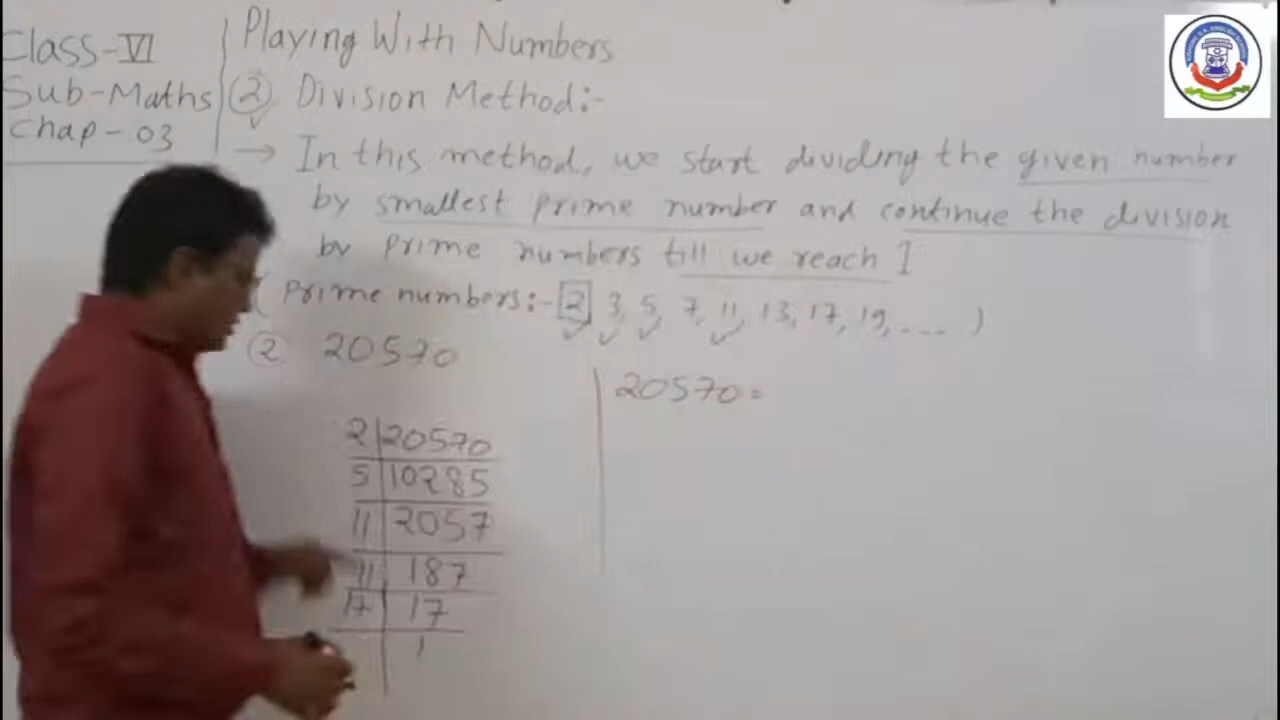 Class-VI
Sub-Maths
Chap-03
Playing With Numbers
② Division Method:-
→ In this method, we start dividing the given number
by smallest prime number and continue the division
by prime numbers till we reach 1
( Prime numbers:- 2, 3, 5, 7, 11, 13, 17, 19, .... )
② 20570
2 | 20570
5 | 10285
11 | 2057
11 | 187
17 | 17
1
20570 =